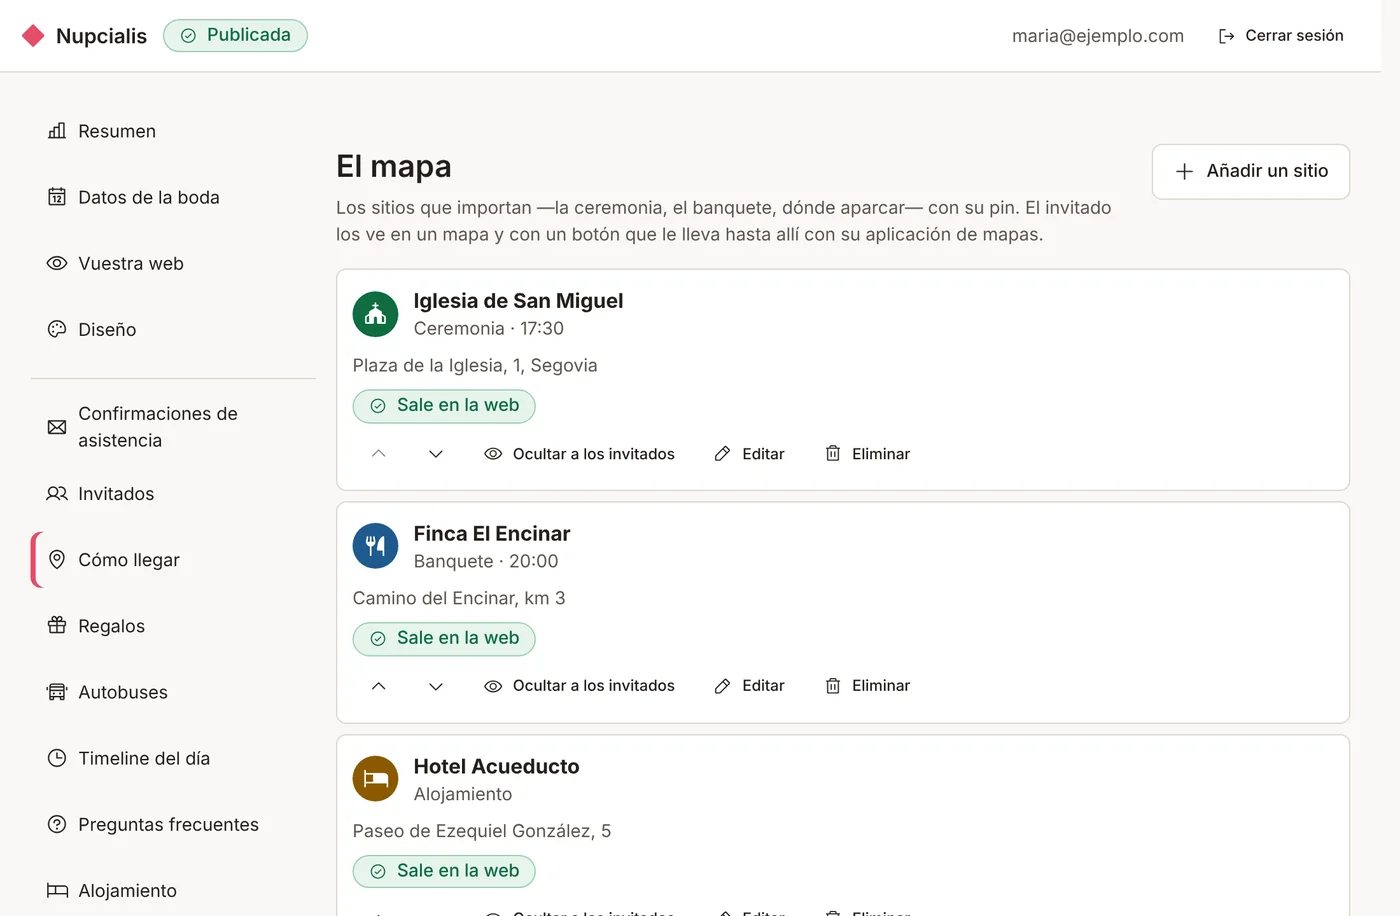 Nupcialis
Publicada
maria@ejemplo.com
Cerrar sesión
Resumen
Datos de la boda
Vuestra web
Diseño
Confirmaciones de
asistencia
Invitados
Cómo llegar
Regalos
Autobuses
Timeline del día
Preguntas frecuentes
Alojamiento
El mapa
Añadir un sitio
Los sitios que importan —la ceremonia, el banquete, dónde aparcar— con su pin. El invitado
los ve en un mapa y con un botón que le lleva hasta allí con su aplicación de mapas.
Iglesia de San Miguel
Ceremonia · 17:30
Plaza de la Iglesia, 1, Segovia
Sale en la web
Ocultar a los invitados Editar Eliminar
Finca El Encinar
Banquete · 20:00
Camino del Encinar, km 3
Sale en la web
Ocultar a los invitados Editar Eliminar
Hotel Acueducto
Alojamiento
Paseo de Ezequiel González, 5
Sale en la web